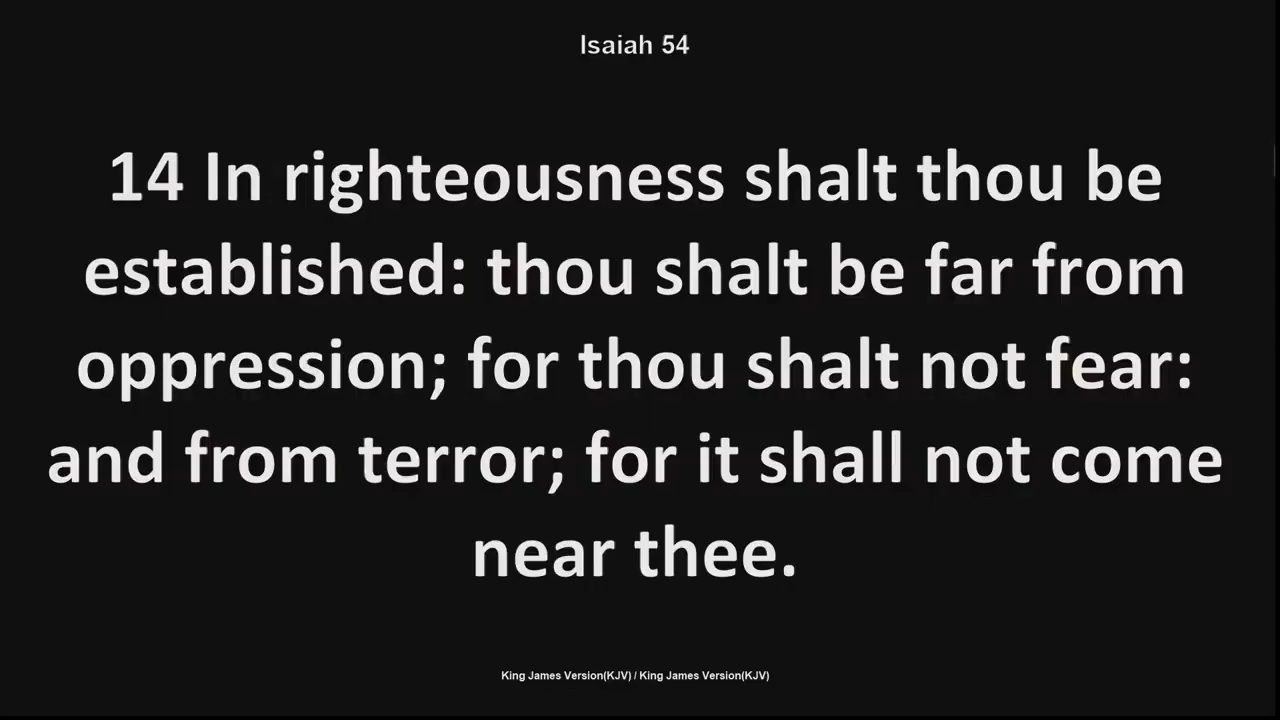 Isaiah 54
14 In righteousness shalt thou be
established: thou shalt be far from
oppression; for thou shalt not fear:
and from terror; for it shall not come
near thee.
King James Version(KJV) / King James Version(KJV)